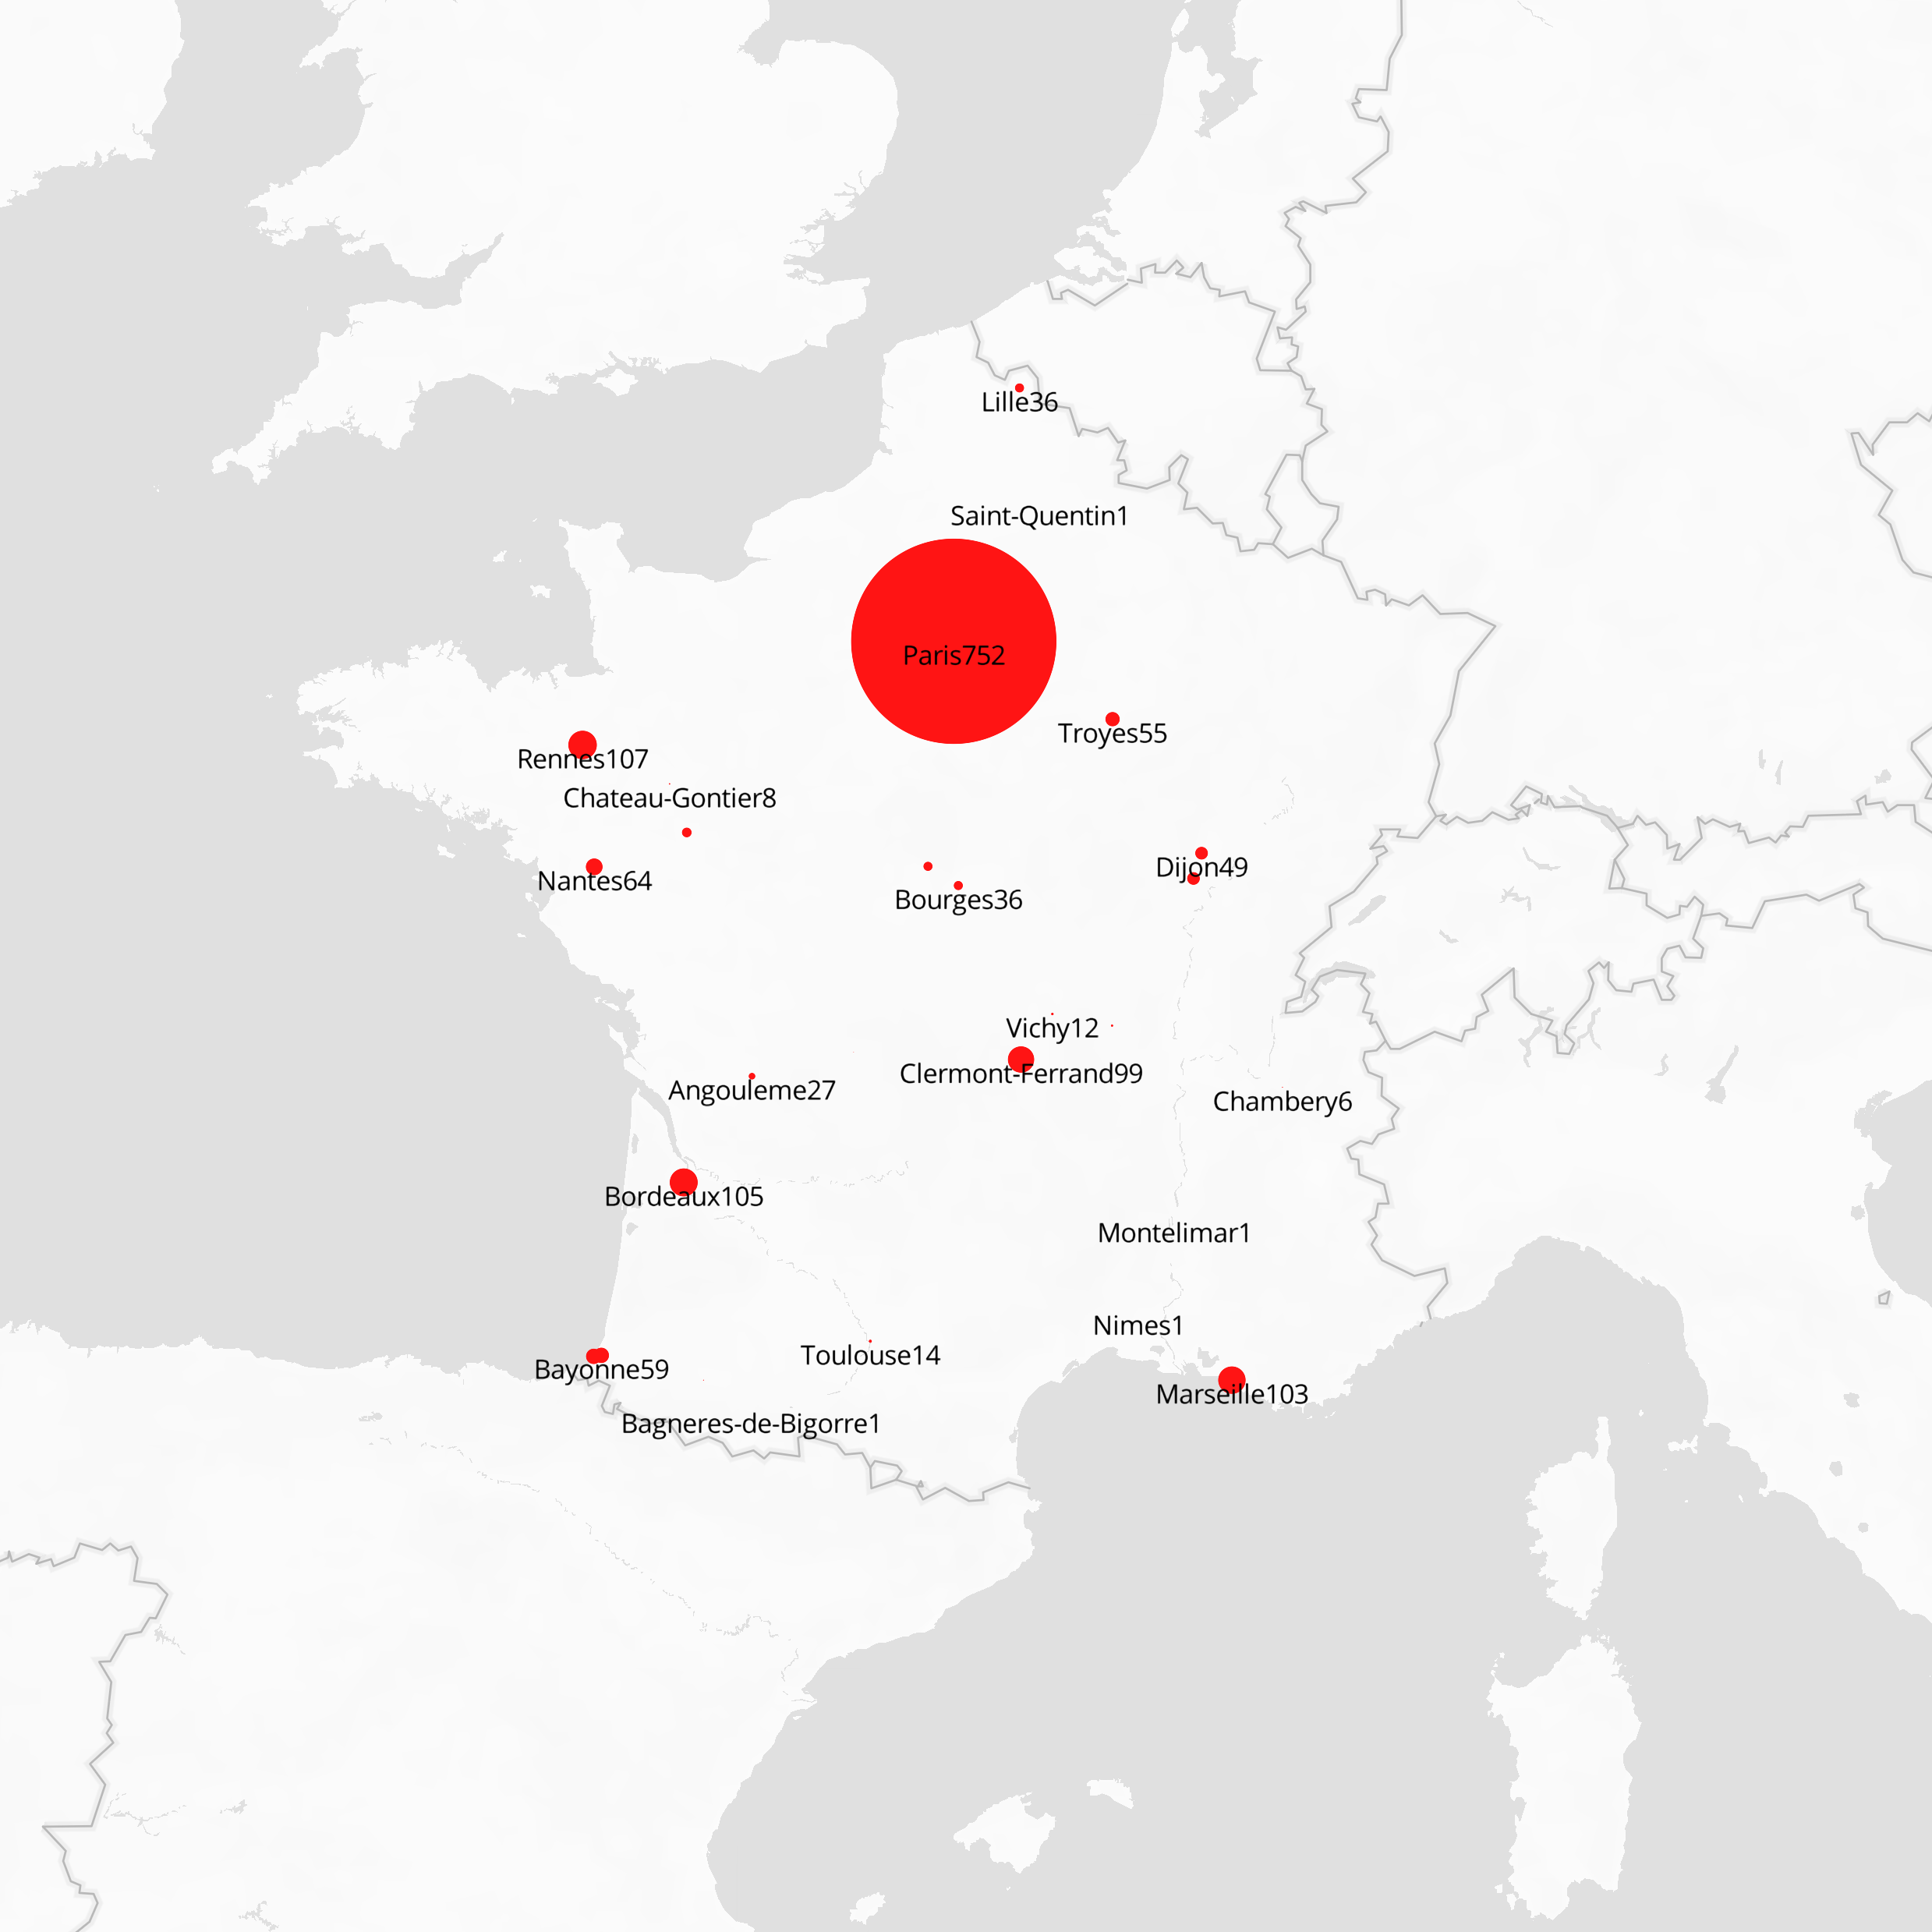 Lille36
Saint-Quentin1
Paris752
Troyes55
Rennes107
Chateau-Gontier8
Dijon49
Nantes64
Bourges36
Vichy12
Clermont-Ferrand99
Angouleme27
Chambery6
Bordeaux105
Montelimar1
Nimes1
Toulouse14
Bayonne59
Marseille103
Bagneres-de-Bigorre1